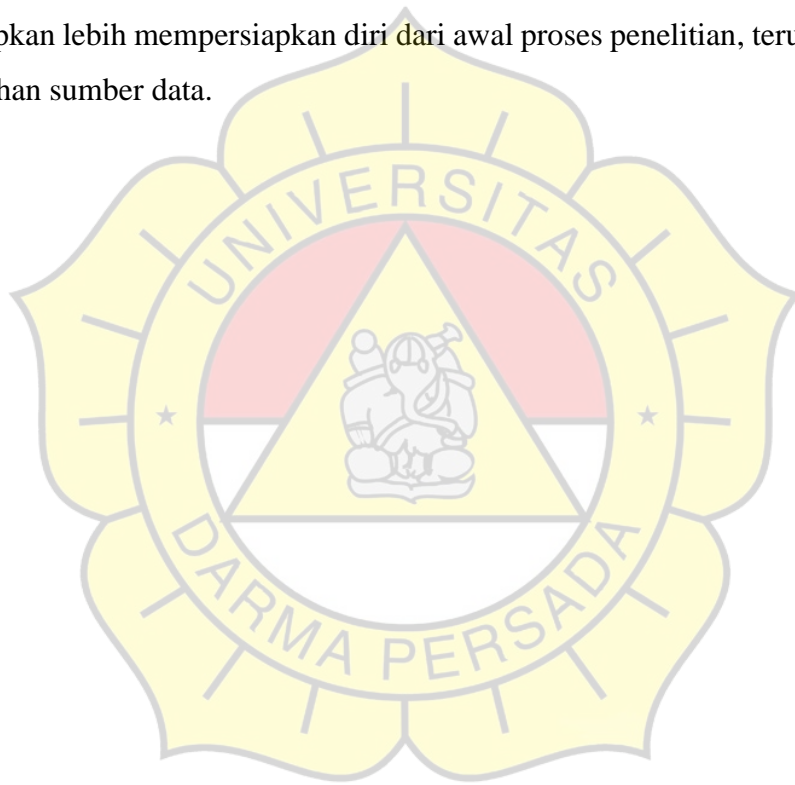 pkan lebih mempersiapkan diri dari awal proses penelitian, teru
han sumber data.
UNIVERSITAS
DARMA PERSADA